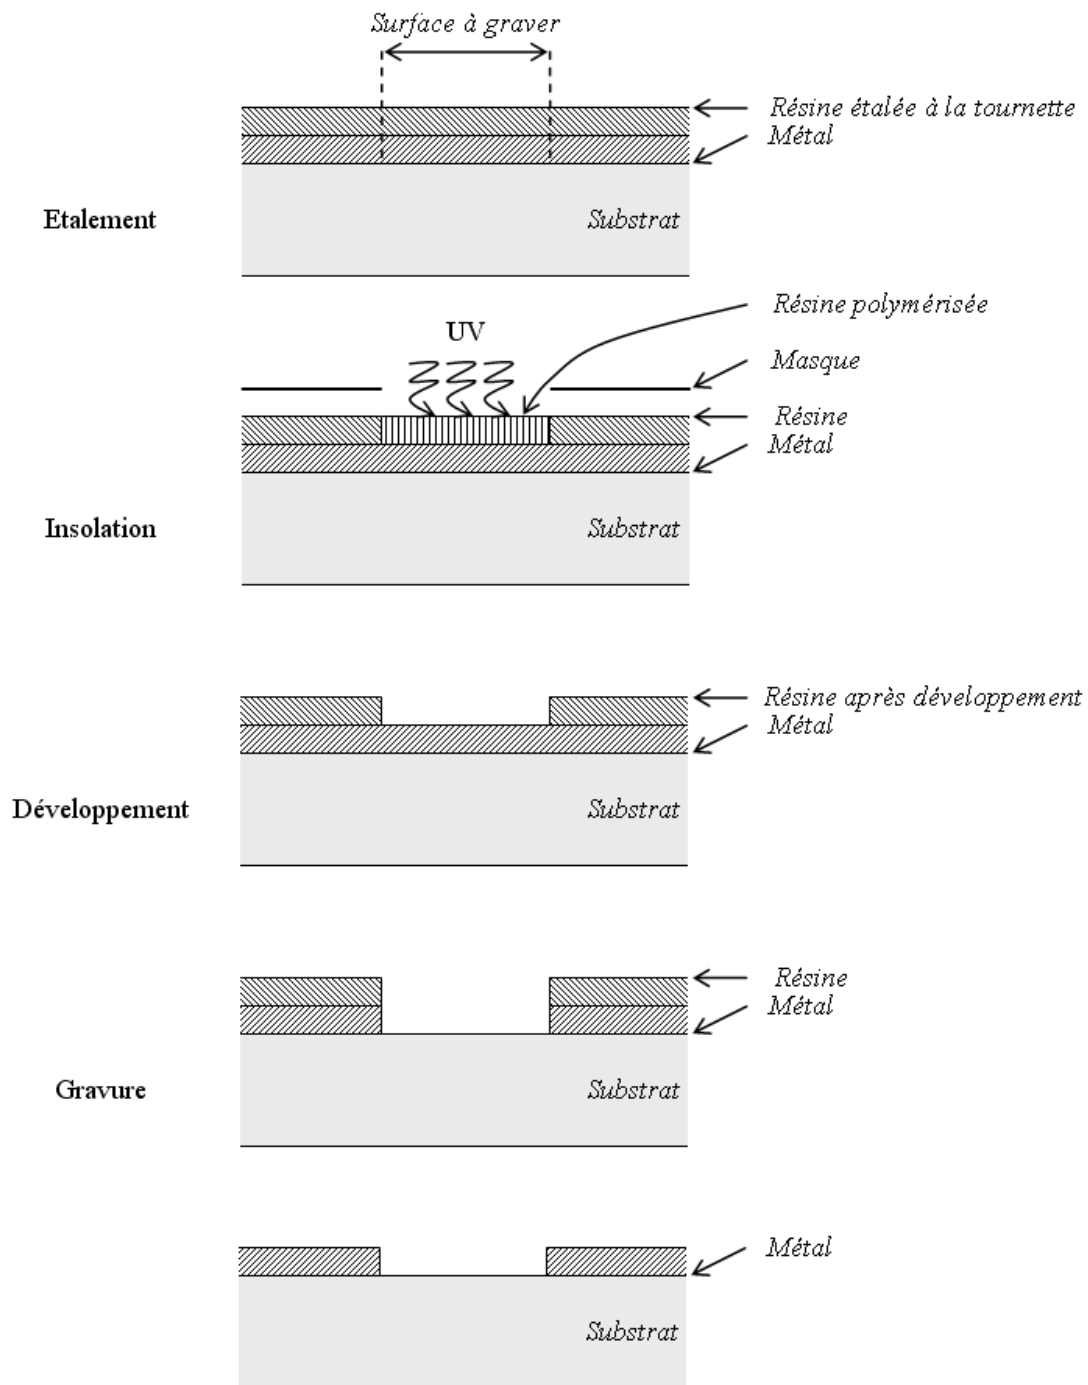 Surface à graver
Résine étalée à la tournette
Métal
Etalement
Substrat
Résine polymérisée
UV
Masque
Résine
Métal
Insolation
Substrat
Résine après développement
Métal
Développement
Substrat
Résine
Métal
Gravure
Substrat
Métal
Substrat